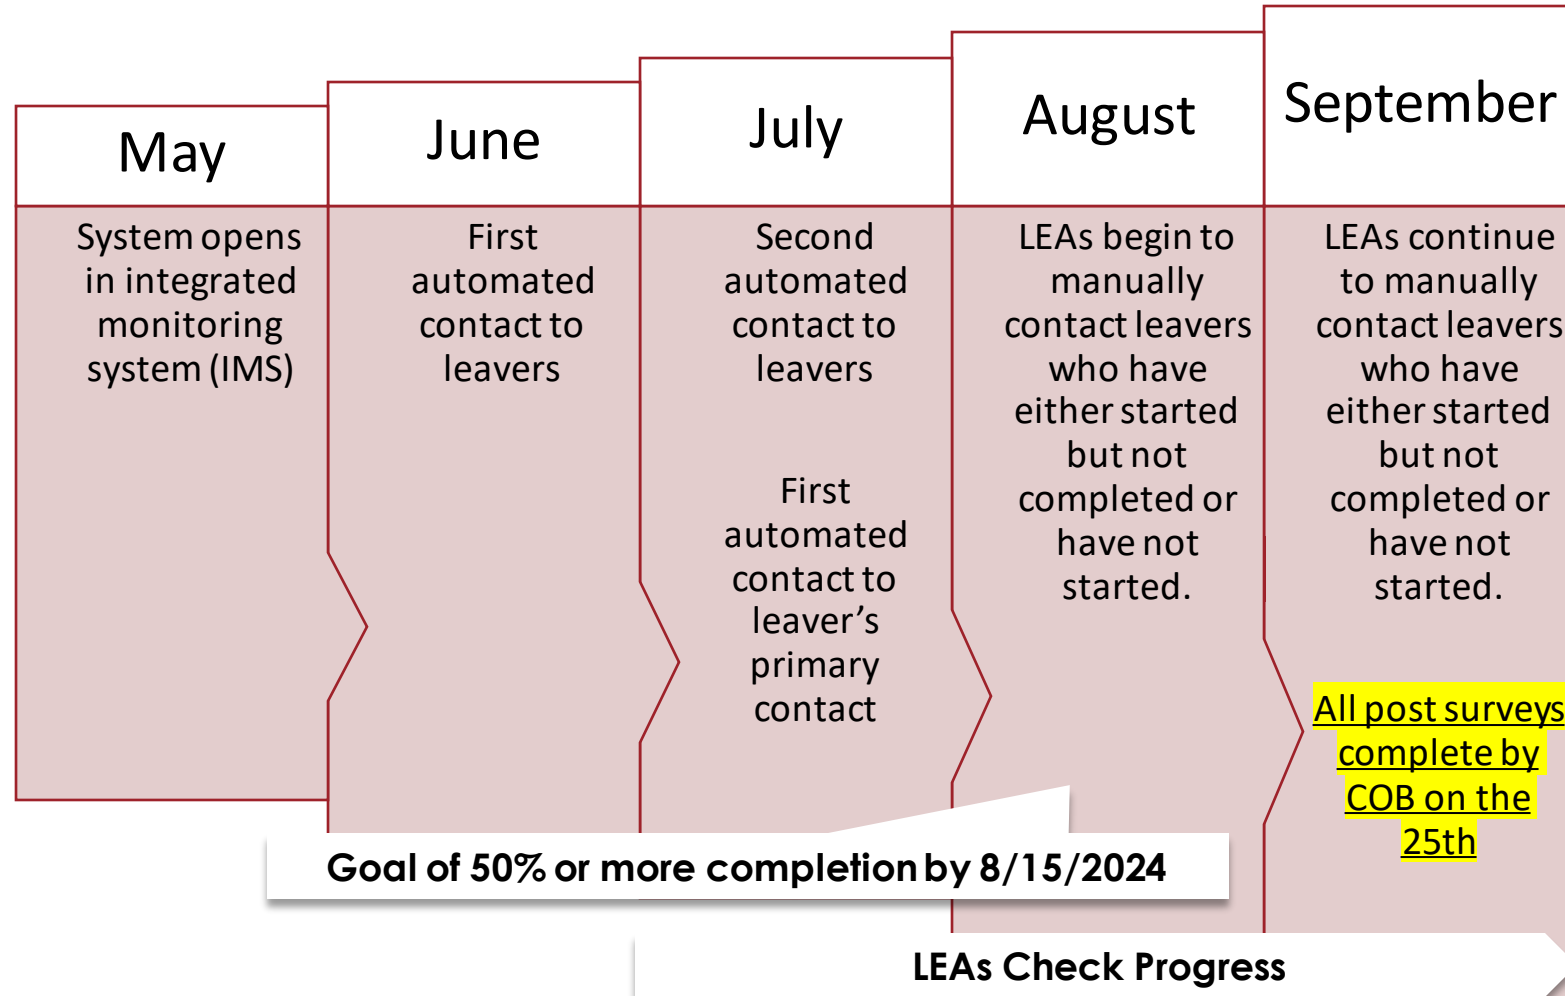 May
System opens
in integrated
monitoring
system (IMS)
June
First
automated
contact to
leavers
July
Second
automated
contact to
leavers
First
automated
contact to
leaver’s
primary
contact
August
LEAs begin to
manually
contact leavers
who have
either started
but not
completed or
have not
started.
September
LEAs continue
to manually
contact leavers
who have
either started
but not
completed or
have not
started.
All post surveys
complete by
COB on the
25th
Goal of 50% or more completion by 8/15/2024
LEAs Check Progress